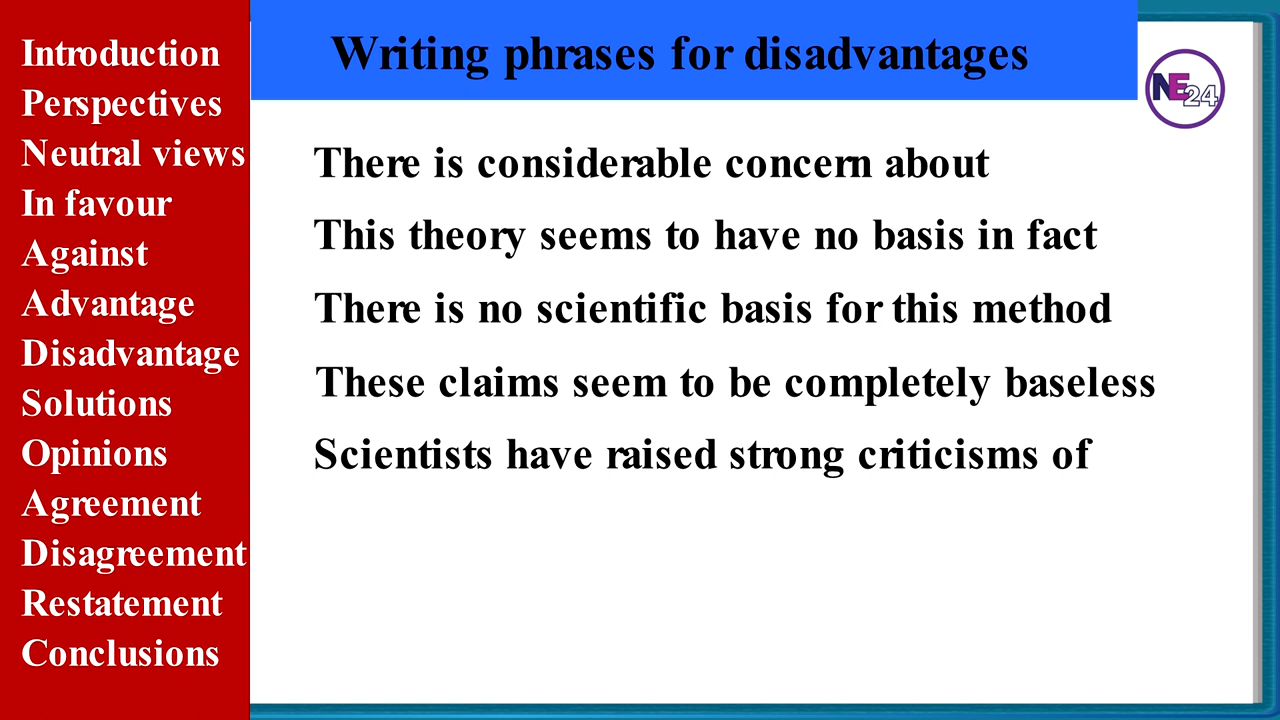 Introduction
Perspectives
Neutral views
In favour
Against
Advantage
Disadvantage
Solutions
Opinions
Agreement
Disagreement
Restatement
Conclusions
Writing phrases for disadvantages
NE24
There is considerable concern about
This theory seems to have no basis in fact
There is no scientific basis for this method
These claims seem to be completely baseless
Scientists have raised strong criticisms of